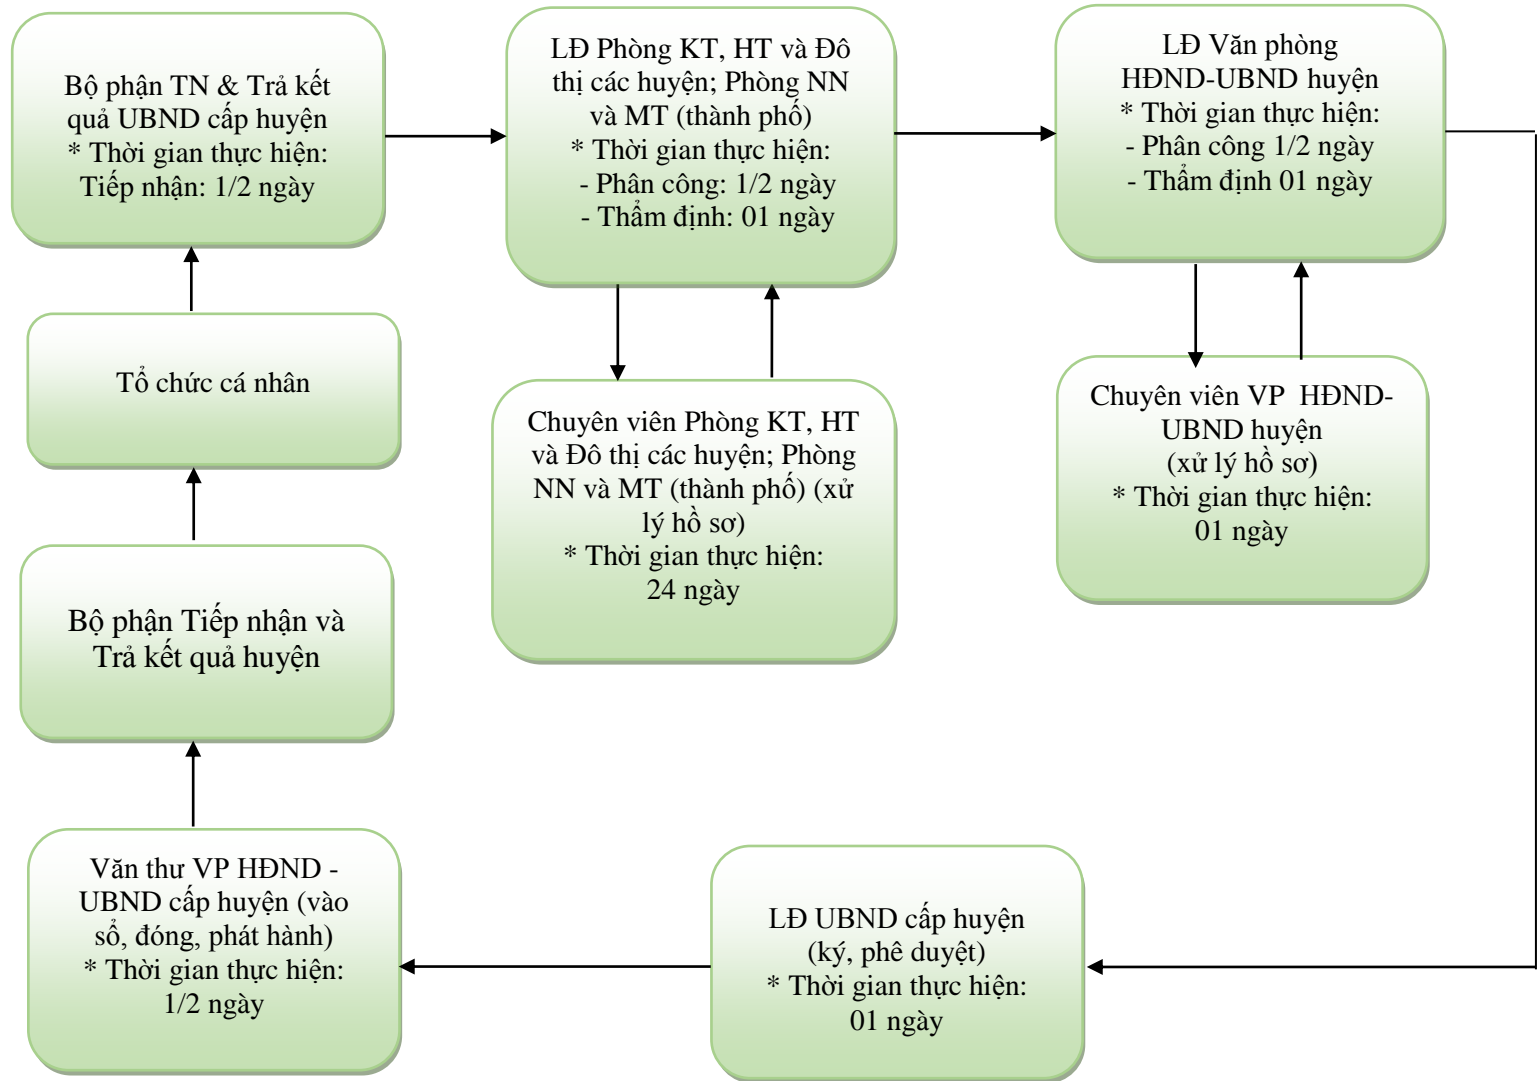 Bộ phận TN & Trả kết
quả UBND cấp huyện
* Thời gian thực hiện:
Tiếp nhận: 1/2 ngày
LĐ Phòng KT, HT và Đô
thị các huyện; Phòng NN
và MT (thành phố)
* Thời gian thực hiện:
- Phân công: 1/2 ngày
- Thẩm định: 01 ngày
LĐ Văn phòng
HĐND-UBND huyện
* Thời gian thực hiện:
- Phân công 1/2 ngày
- Thẩm định 01 ngày
Tổ chức cá nhân
Chuyên viên Phòng KT, HT
và Đô thị các huyện; Phòng
NN và MT (thành phố) (xử
lý hồ sơ)
* Thời gian thực hiện:
24 ngày
Chuyên viên VP HĐND-
UBND huyện
(xử lý hồ sơ)
* Thời gian thực hiện:
01 ngày
Bộ phận Tiếp nhận và
Trả kết quả huyện
Văn thư VP HĐND -
UBND cấp huyện (vào
sổ, đóng, phát hành)
* Thời gian thực hiện:
1/2 ngày
LĐ UBND cấp huyện
(ký, phê duyệt)
* Thời gian thực hiện:
01 ngày